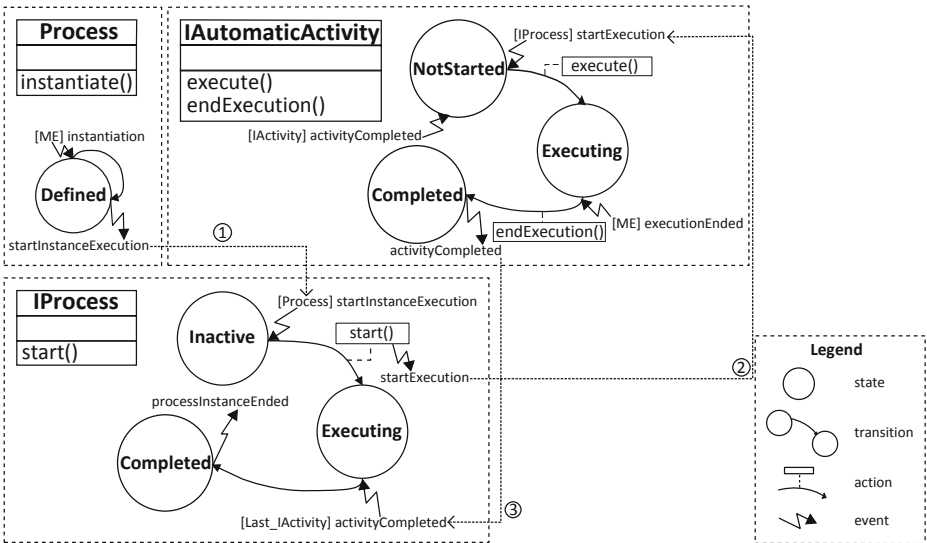 Process
instantiate()
[ME] instantiation
Defined
startInstanceExecution
IAutomaticActivity
execute()
endExecution()
[IProcess] startExecution
NotStarted
execute()
[IActivity] activityCompleted
Executing
Completed
[ME] executionEnded
endExecution()
activityCompleted
1
IProcess
start()
[Process] startInstanceExecution
Inactive
start()
startExecution
2
processInstanceEnded
Executing
Completed
[Last_IActivity] activityCompleted
3
Legend
state
transition
action
event